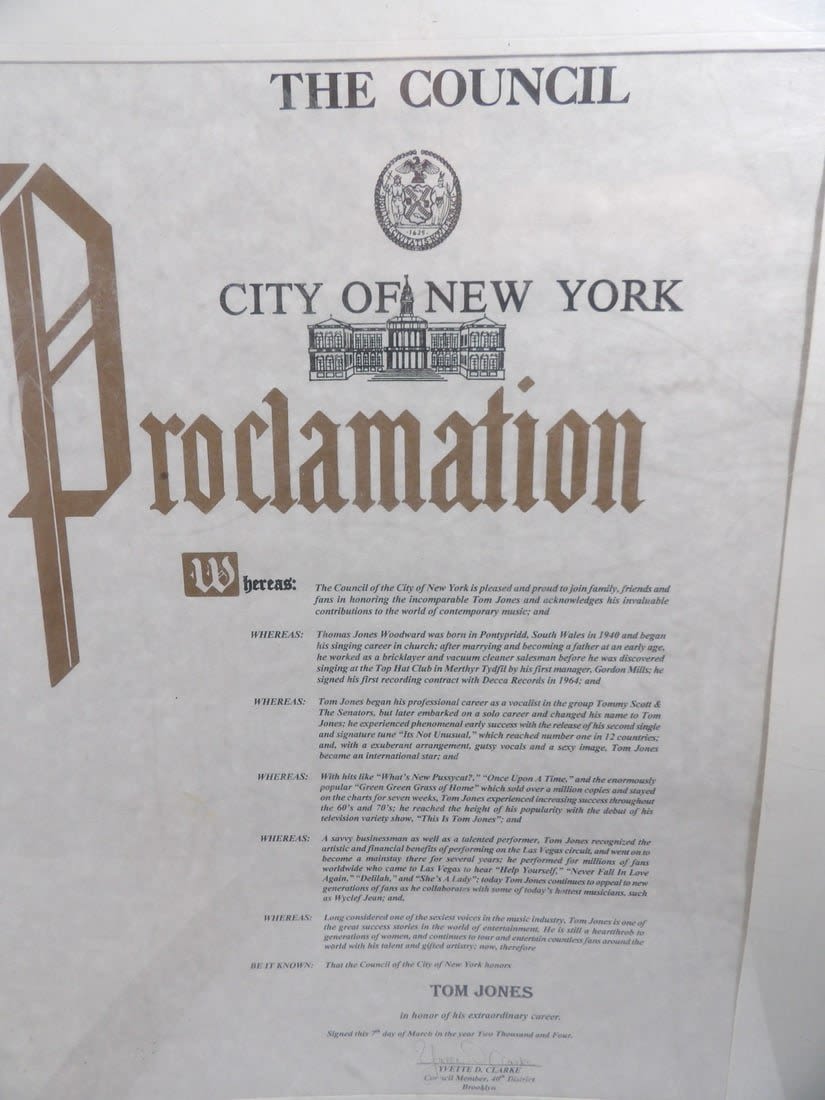 THE COUNCIL
1625
CITY OF NEW YORK
Proclamation
Whereas: The Council of the City of New York is pleased and proud to join family, friends and
fans in honoring the incomparable Tom Jones and acknowledges his invaluable
contributions to the world of contemporary music; and
WHEREAS: Thomas Jones Woodward was born in Pontypridd, South Wales in 1940 and began
his singing career in church; after marrying and becoming a father at an early age,
he worked as a bricklayer and vacuum cleaner salesman before he was discovered
singing at the Top Hat Club in Merthyr Tydfil by his first manager, Gordon Mills; he
signed his first recording contract with Decca Records in 1964; and
WHEREAS: Tom Jones began his professional career as a vocalist in the group Tommy Scott &
The Senators, but later embarked on a solo career and changed his name to Tom
Jones; he experienced phenomenal early success with the release of his second single
and signature tune “Its Not Unusual,” which reached number one in 12 countries;
and, with a exuberant arrangement, gutsy vocals and a sexy image, Tom Jones
became an international star; and
WHEREAS: With hits like “What's New Pussycat?,” “Once Upon A Time,” and the enormously
popular “Green Green Grass of Home” which sold over a million copies and stayed
on the charts for seven weeks, Tom Jones experienced increasing success throughout
the 60's and 70's; he reached the height of his popularity with the debut of his
television variety show, “This Is Tom Jones”; and
WHEREAS: A savvy businessman as well as a talented performer, Tom Jones recognized the
artistic and financial benefits of performing on the Las Vegas circuit, and went on to
become a mainstay there for several years; he performed for millions of fans
worldwide who came to Las Vegas to hear “Help Yourself,” “Never Fall In Love
Again,” “Delilah,” and “She's A Lady”; today Tom Jones continues to appeal to new
generations of fans as he collaborates with some of today's hottest musicians, such
as Wyclef Jean; and,
WHEREAS: Long considered one of the sexiest voices in the music industry, Tom Jones is one of
the great success stories in the world of entertainment. He is still a heartthrob to
generations of women, and continues to tour and entertain countless fans around the
world with his talent and gifted artistry; now, therefore
BE IT KNOWN: That the Council of the City of New York honors
TOM JONES
in honor of his extraordinary career.
Signed this 7th day of March in the year Two Thousand and Four.
Yvette D. Clarke
YVETTE D. CLARKE
Council Member, 40th District
Brooklyn